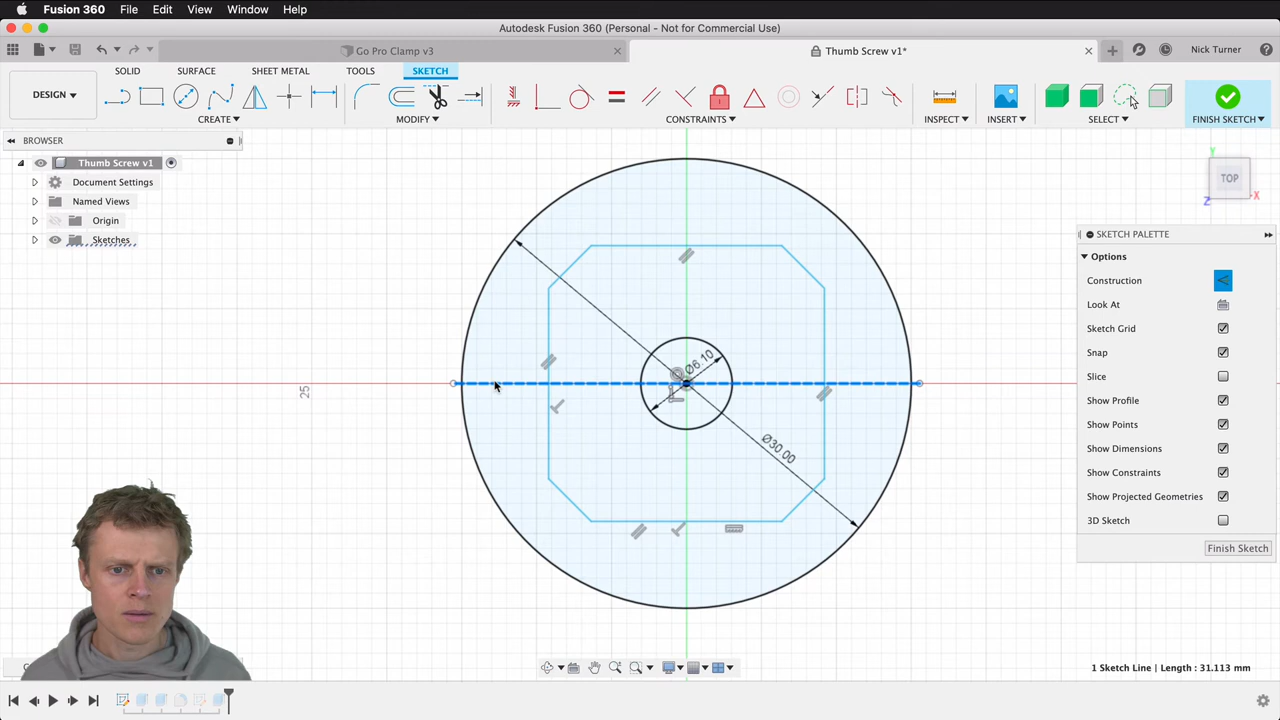 Fusion 360 File Edit View Window Help
Autodesk Fusion 360 (Personal - Not for Commercial Use)
Go Pro Clamp v3
Thumb Screw v1*
Nick Turner
SOLID SURFACE SHEET METAL TOOLS SKETCH
DESIGN
CREATE MODIFY CONSTRAINTS INSPECT INSERT SELECT FINISH SKETCH
BROWSER
Thumb Screw v1
Document Settings
Named Views
Origin
Sketches
25
Ø6.10
Ø30.00
TOP
Y
X
Z
SKETCH PALETTE
Options
Construction
Look At
Sketch Grid
Snap
Slice
Show Profile
Show Points
Show Dimensions
Show Constraints
Show Projected Geometries
3D Sketch
Finish Sketch
1 Sketch Line | Length : 31.113 mm